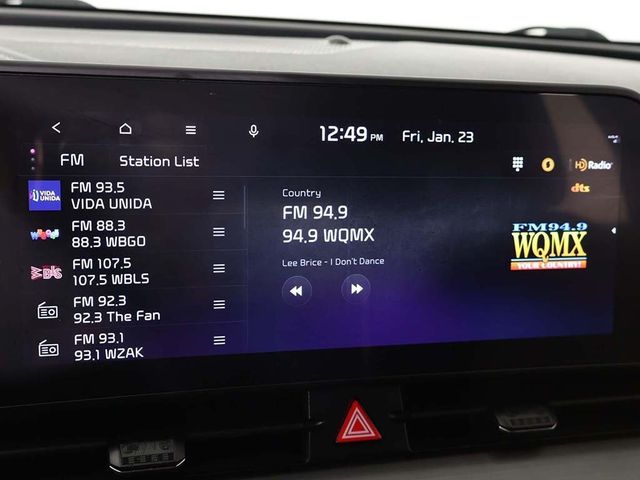 12:49 PM Fri, Jan. 23
FM Station List
HD Radio
dts
VIDA UNIDA
FM 93.5
VIDA UNIDA
FM 88.3
88.3 WBGO
FM 107.5
107.5 WBLS
FM 92.3
92.3 The Fan
FM 93.1
93.1 WZAK
Country
FM 94.9
94.9 WQMX
Lee Brice - I Don't Dance
FM94.9
WQMX
YOUR COUNTRY!